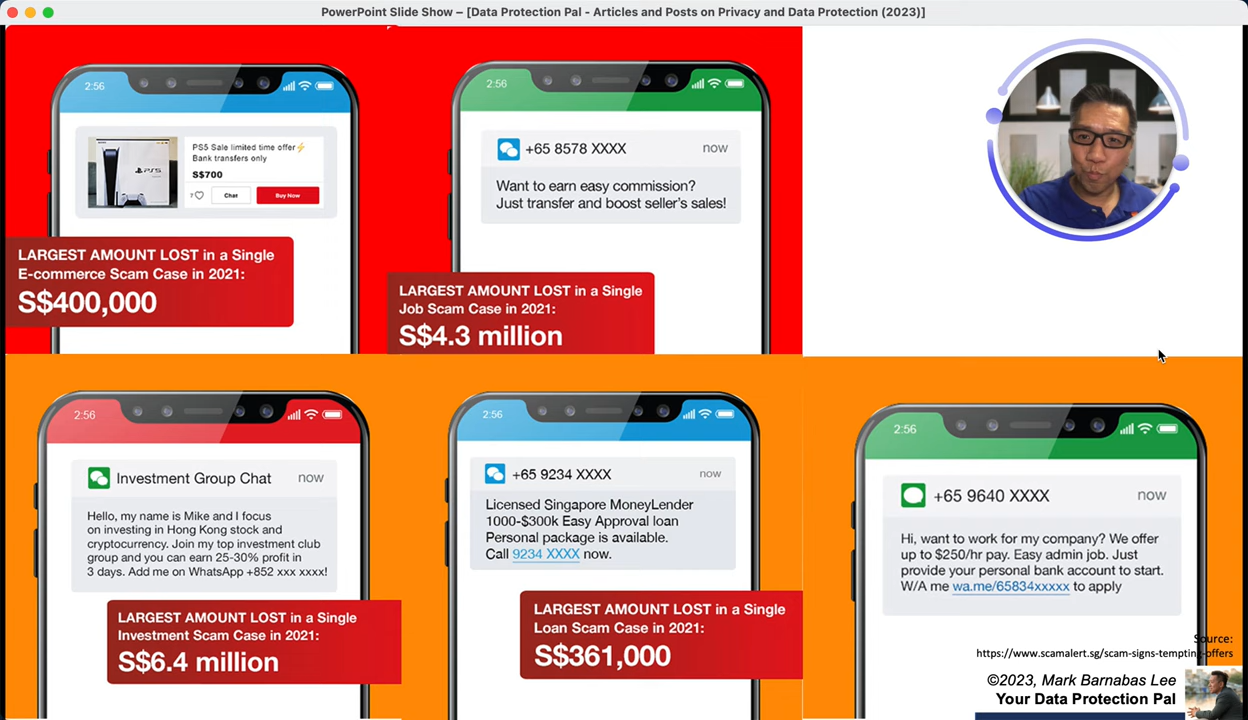 PowerPoint Slide Show – [Data Protection Pal - Articles and Posts on Privacy and Data Protection (2023)]
2:56
PS5 Sale limited time offer⚡
Bank transfers only
S$700
7
Chat
Buy Now
PS5
LARGEST AMOUNT LOST in a Single
E-commerce Scam Case in 2021:
S$400,000
2:56
+65 8578 XXXX
now
Want to earn easy commission?
Just transfer and boost seller's sales!
LARGEST AMOUNT LOST in a Single
Job Scam Case in 2021:
S$4.3 million
2:56
Investment Group Chat
now
Hello, my name is Mike and I focus
on investing in Hong Kong stock and
cryptocurrency. Join my top investment club
group and you can earn 25-30% profit in
3 days. Add me on WhatsApp +852 xxx xxxx!
LARGEST AMOUNT LOST in a Single
Investment Scam Case in 2021:
S$6.4 million
2:56
+65 9234 XXXX
now
Licensed Singapore MoneyLender
1000-$300k Easy Approval loan
Personal package is available.
Call 9234 XXXX now.
LARGEST AMOUNT LOST in a Single
Loan Scam Case in 2021:
S$361,000
2:56
+65 9640 XXXX
now
Hi, want to work for my company? We offer
up to $250/hr pay. Easy admin job. Just
provide your personal bank account to start.
W/A me wa.me/65834xxxxx to apply
Source:
https://www.scamalert.sg/scam-signs-tempting-offers
©2023, Mark Barnabas Lee
Your Data Protection Pal